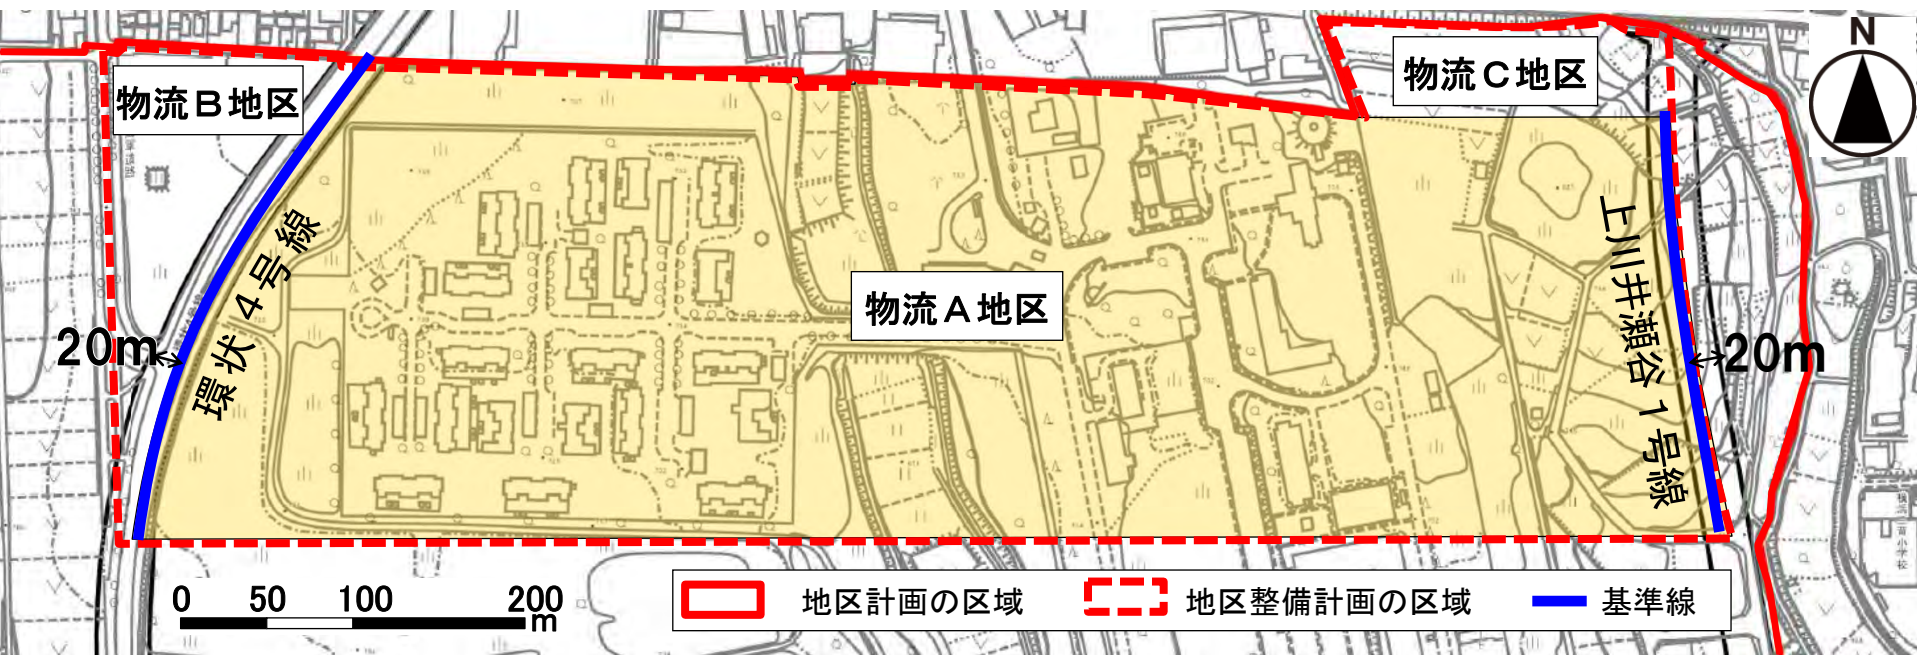 物流B地区
物流C地区
N
環状4号線
物流A地区
上川井瀬谷1号線
20m
20m
0 50 100 200
m
地区計画の区域
地区整備計画の区域
基準線